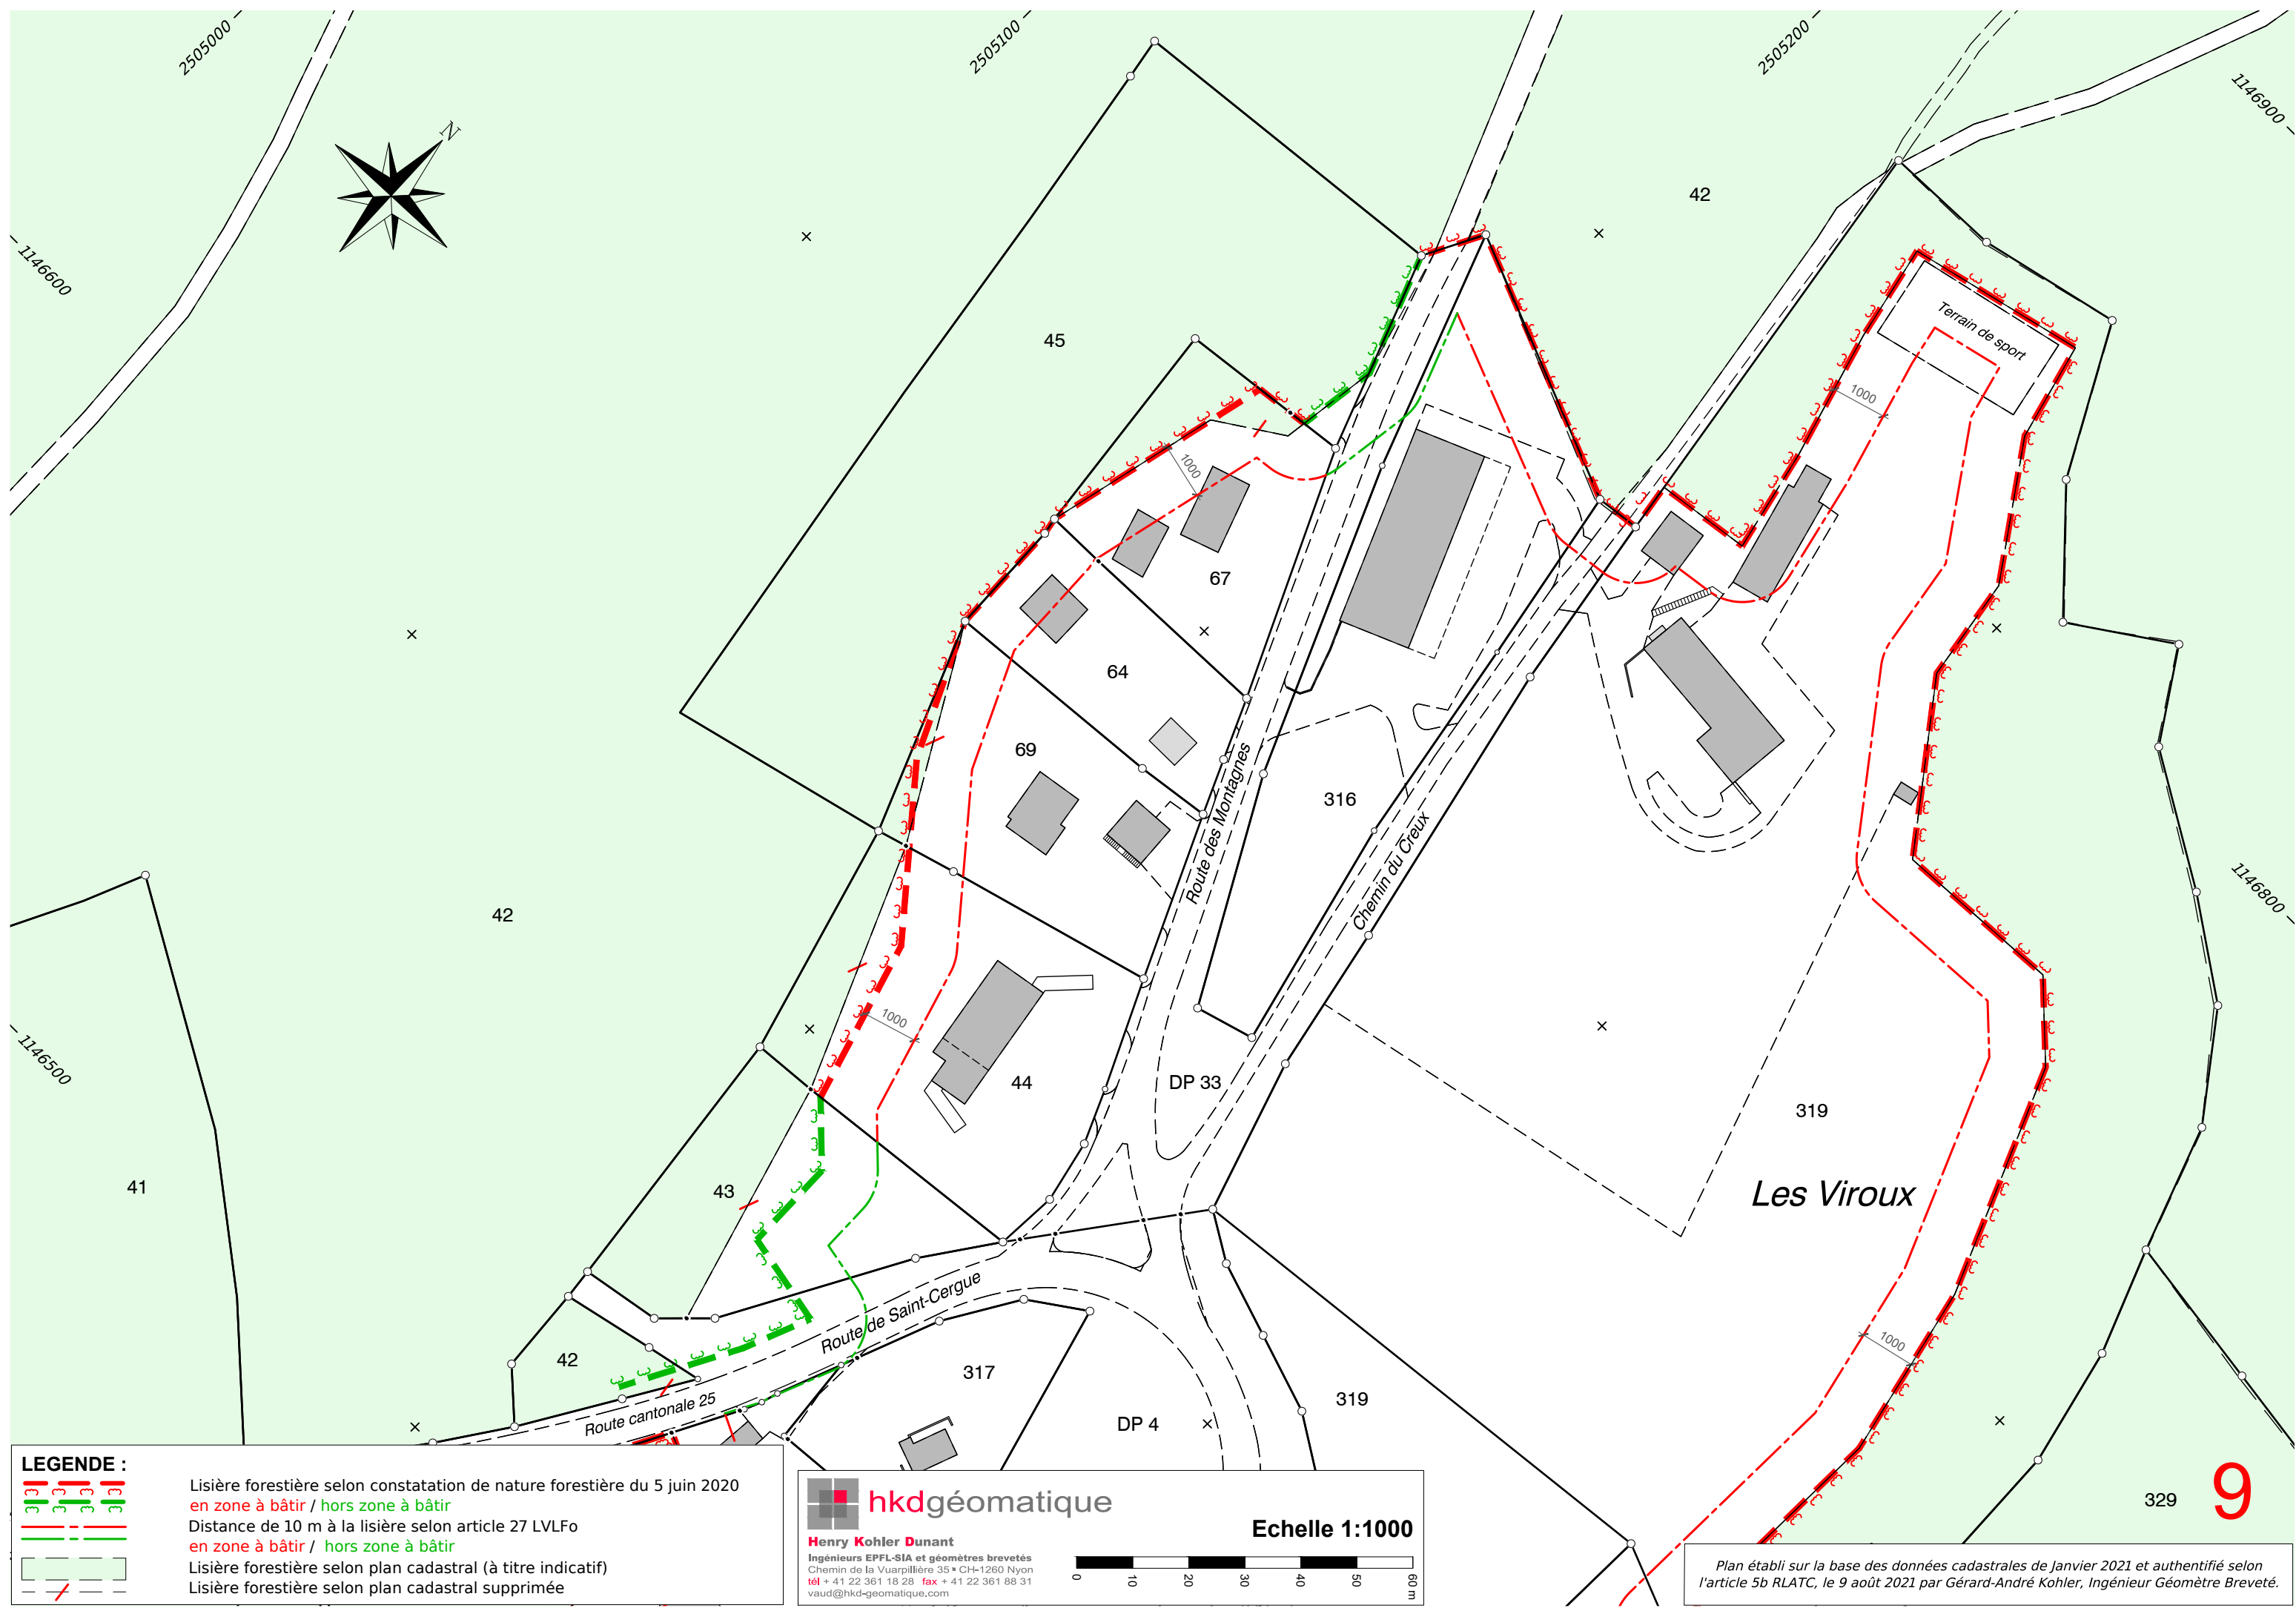 2505000
2505100
2505200
1146900
N
42
1146600
45
Terrain de sport
1000
1000
67
64
69
Route des Montagnes
316
Chemin du Creux
1146800
42
1000
1146500
44
DP 33
319
41
43
Les Viroux
Route de Saint-Cergue
42
317
1000
319
Route cantonale 25
DP 4
329
9
LEGENDE :
Lisière forestière selon constatation de nature forestière du 5 juin 2020
en zone à bâtir / hors zone à bâtir
Distance de 10 m à la lisière selon article 27 LVLFo
en zone à bâtir / hors zone à bâtir
Lisière forestière selon plan cadastral (à titre indicatif)
Lisière forestière selon plan cadastral supprimée
hkdgéomatique
Henry Kohler Dunant
Ingénieurs EPFL-SIA et géomètres brevetés
Chemin de la Vuarpillière 35 ▪ CH-1260 Nyon
tél + 41 22 361 18 28 fax + 41 22 361 88 31
vaud@hkd-geomatique.com
Echelle 1:1000
0 10 20 30 40 50 60 m
Plan établi sur la base des données cadastrales de Janvier 2021 et authentifié selon
l'article 5b RLATC, le 9 août 2021 par Gérard-André Kohler, Ingénieur Géomètre Breveté.